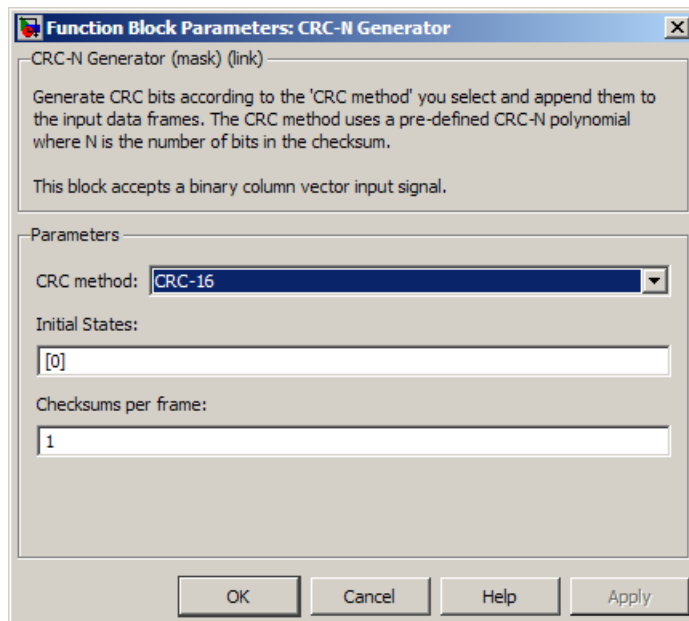 Function Block Parameters: CRC-N Generator
CRC-N Generator (mask) (link)
Generate CRC bits according to the 'CRC method' you select and append them to
the input data frames. The CRC method uses a pre-defined CRC-N polynomial
where N is the number of bits in the checksum.
This block accepts a binary column vector input signal.
Parameters
CRC method: CRC-16
Initial States:
[0]
Checksums per frame:
1
OK Cancel Help Apply